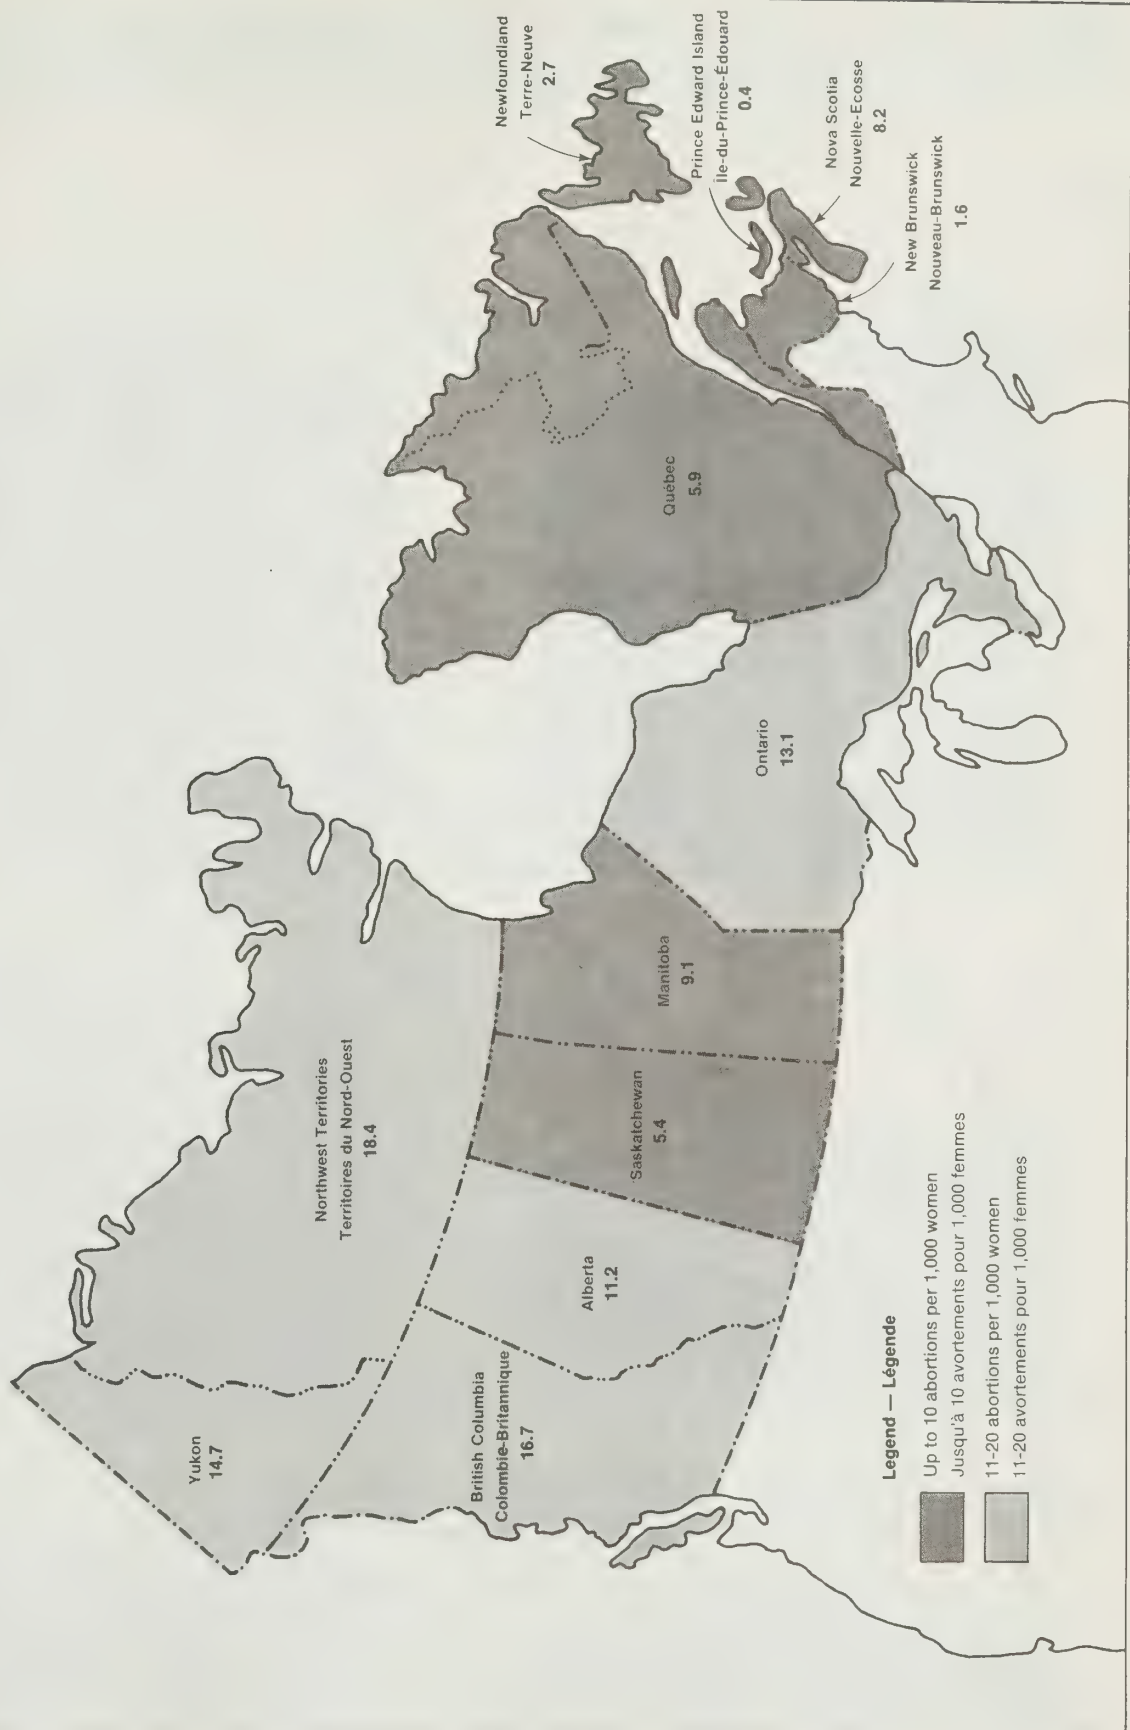 Yukon
14.7
Northwest Territories
Territoires du Nord-Ouest
18.4
British Columbia
Colombie-Britannique
16.7
Alberta
11.2
Saskatchewan
5.4
Manitoba
9.1
Ontario
13.1
Québec
5.9
Newfoundland
Terre-Neuve
2.7
Prince Edward Island
Île-du-Prince-Édouard
0.4
Nova Scotia
Nouvelle-Ecosse
8.2
New Brunswick
Nouveau-Brunswick
1.6
Legend — Légende
Up to 10 abortions per 1,000 women
Jusqu'à 10 avortements pour 1,000 femmes
11-20 abortions per 1,000 women
11-20 avortements pour 1,000 femmes